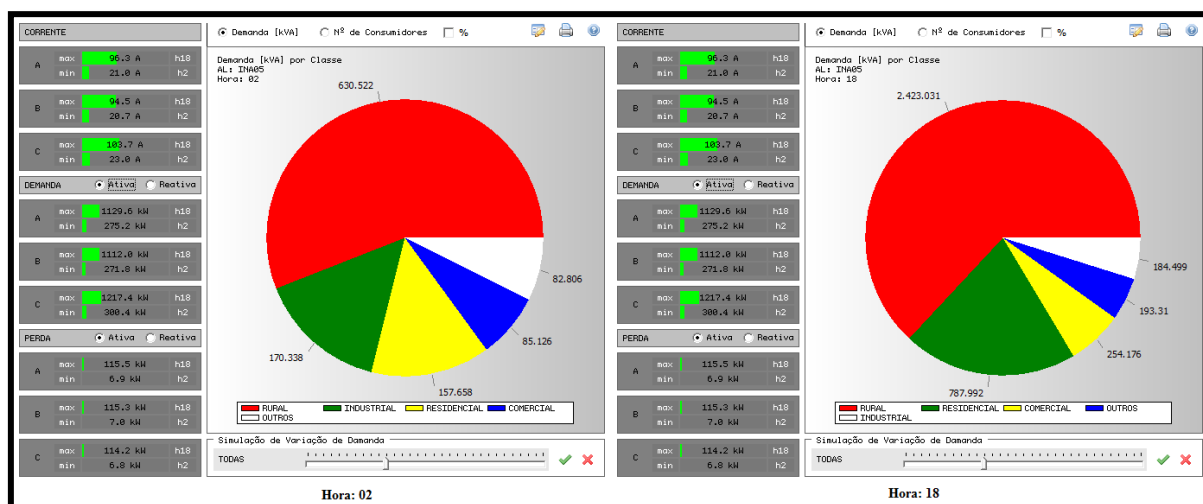 CORRENTE
A max 96.3 A h18
min 21.0 A h2
B max 94.5 A h18
min 20.7 A h2
C max 103.7 A h18
min 23.0 A h2
DEMANDA Ativa Reativa
A max 1129.6 kW h18
min 275.2 kW h2
B max 1112.0 kW h18
min 271.8 kW h2
C max 1217.4 kW h18
min 300.4 kW h2
PERDA Ativa Reativa
A max 115.5 kW h18
min 6.9 kW h2
B max 115.3 kW h18
min 7.0 kW h2
C max 114.2 kW h18
min 6.8 kW h2
Demanda [kVA] Nº de Consumidores %
Demanda [kVA] por Classe
AL: INA05
Hora: 02
630.522
82.806
85.126
170.338
157.658
RURAL INDUSTRIAL RESIDENCIAL COMERCIAL
OUTROS
Simulação de Variação de Damanda
TODAS
Hora: 02
CORRENTE
A max 96.3 A h18
min 21.0 A h2
B max 94.5 A h18
min 20.7 A h2
C max 103.7 A h18
min 23.0 A h2
DEMANDA Ativa Reativa
A max 1129.6 kW h18
min 275.2 kW h2
B max 1112.0 kW h18
min 271.8 kW h2
C max 1217.4 kW h18
min 300.4 kW h2
PERDA Ativa Reativa
A max 115.5 kW h18
min 6.9 kW h2
B max 115.3 kW h18
min 7.0 kW h2
C max 114.2 kW h18
min 6.8 kW h2
Demanda [kVA] Nº de Consumidores %
Demanda [kVA] por Classe
AL: INA05
Hora: 18
2.423.031
184.499
193.31
254.176
787.992
RURAL RESIDENCIAL COMERCIAL OUTROS
INDUSTRIAL
Simulação de Variação de Damanda
TODAS
Hora: 18